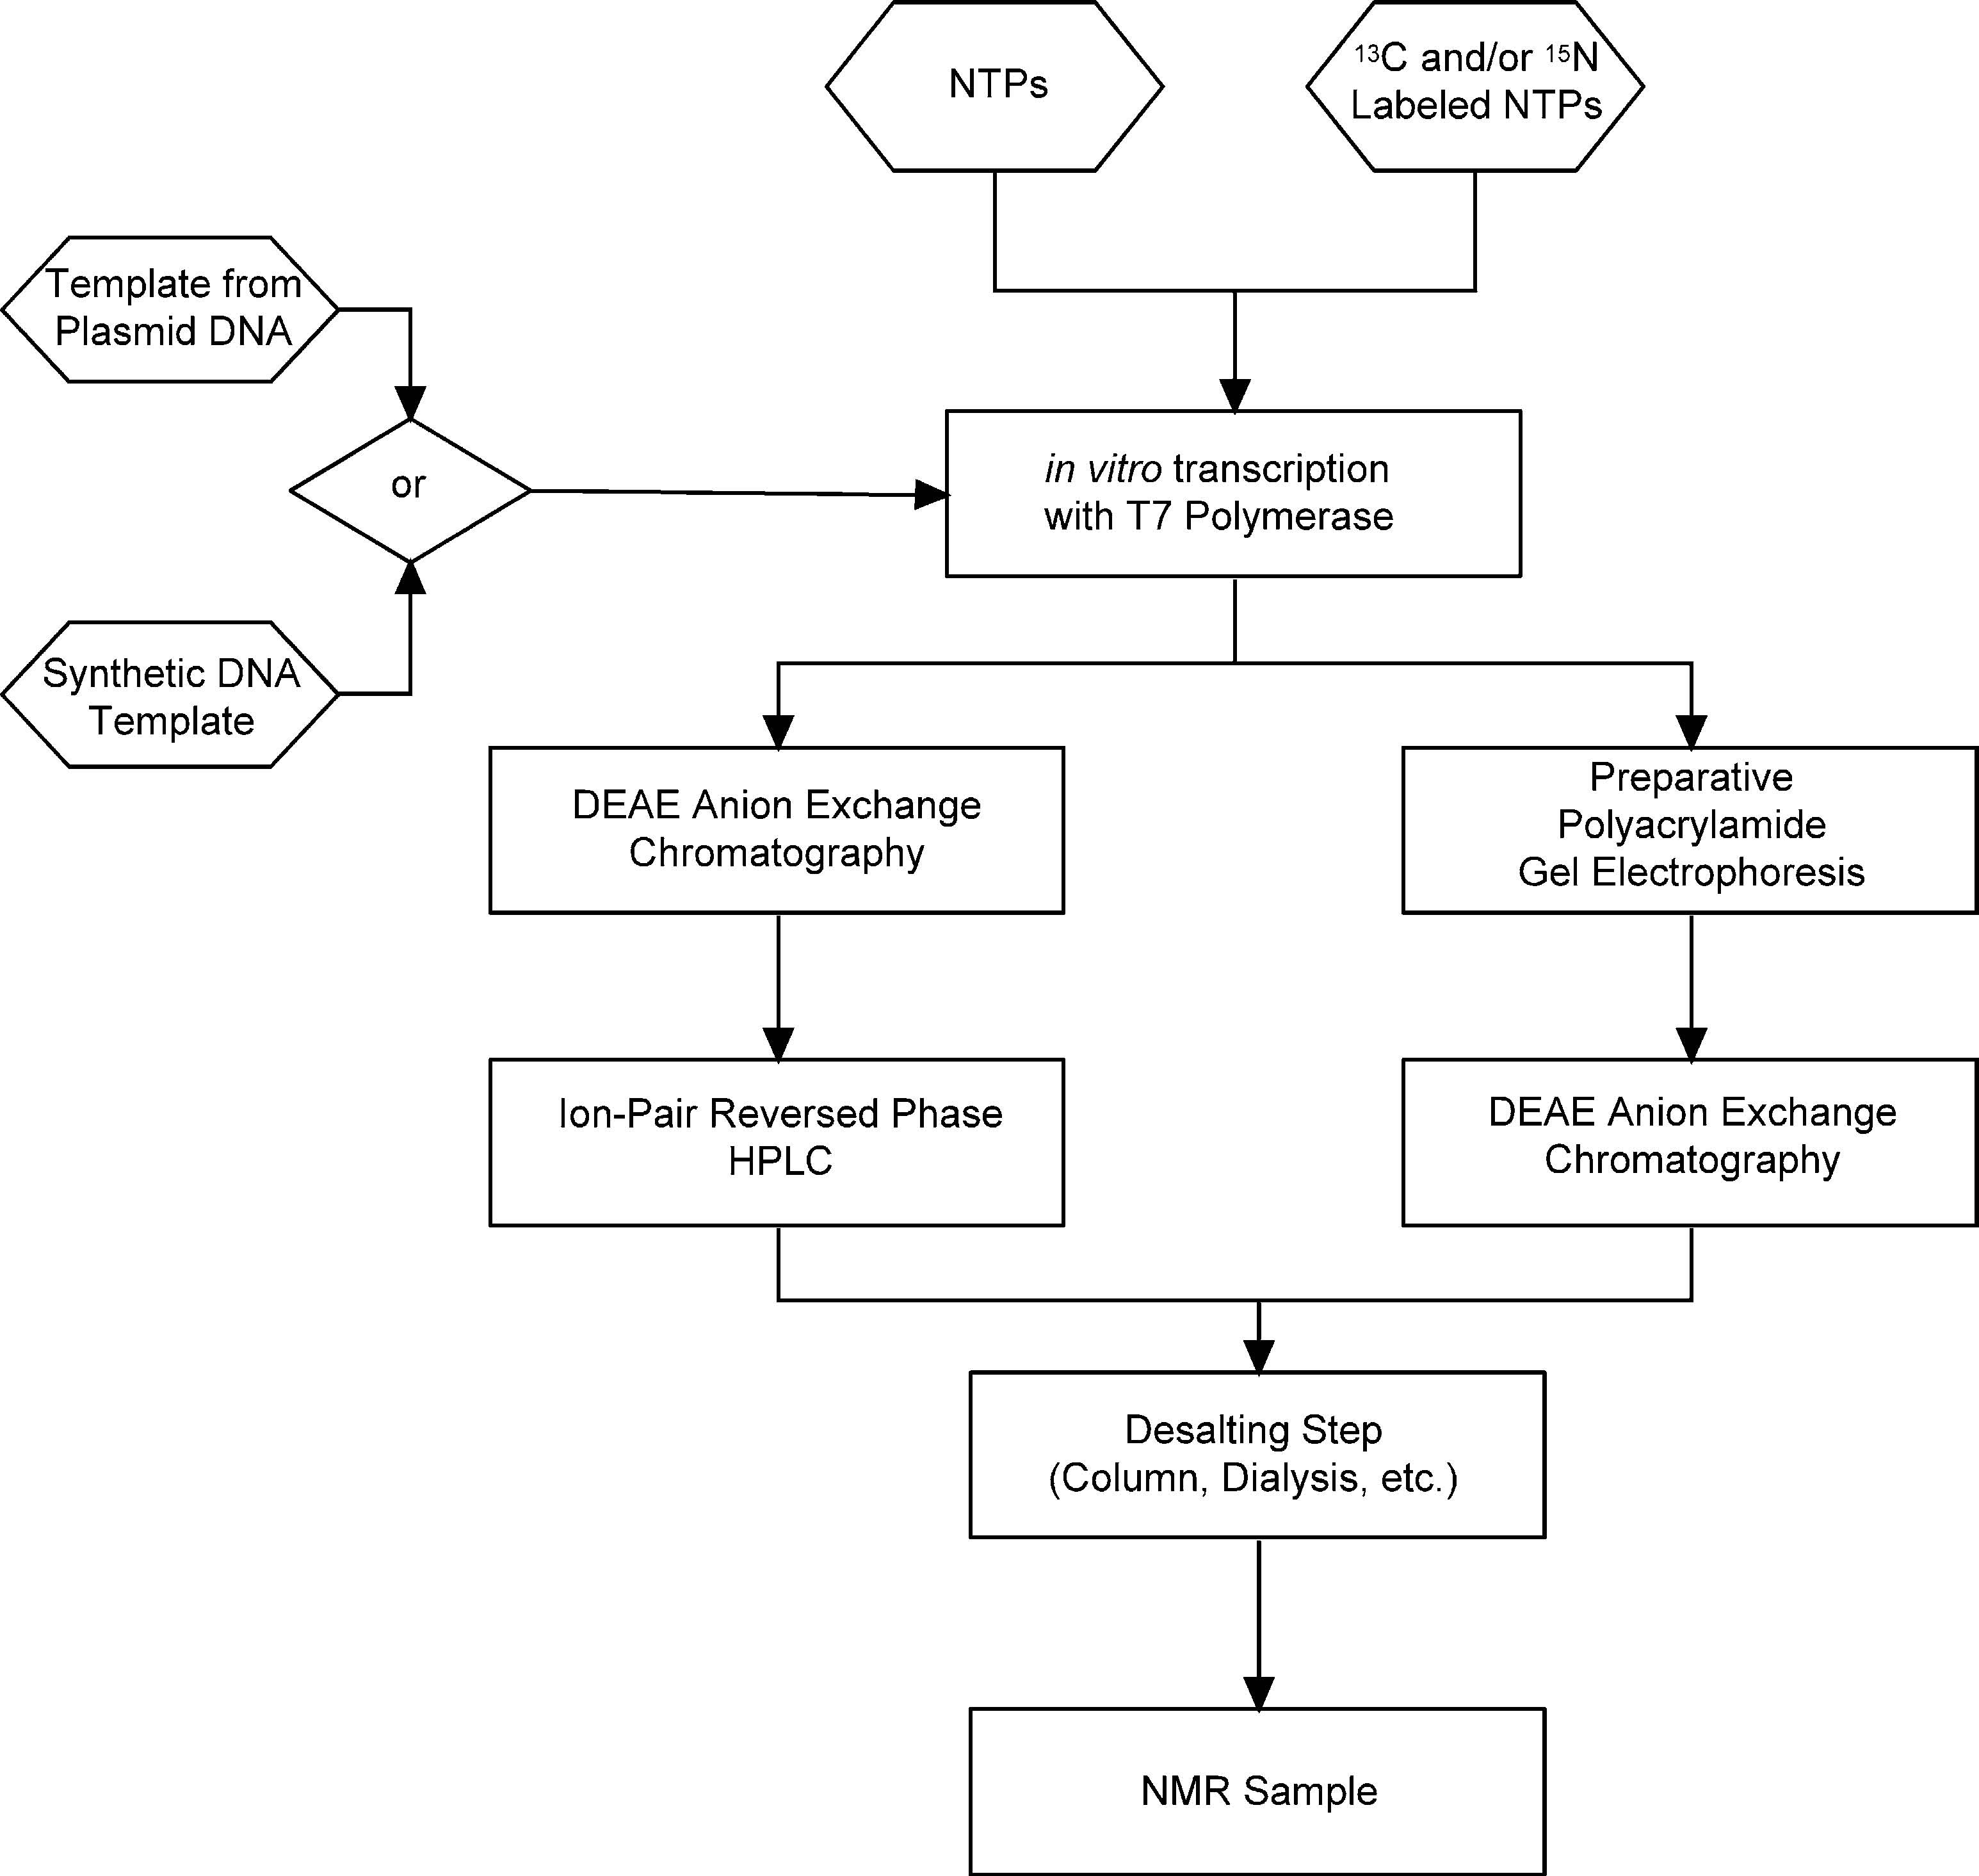 NTPs
¹³C and/or ¹⁵N
Labeled NTPs
Template from
Plasmid DNA
or
in vitro transcription
with T7 Polymerase
Synthetic DNA
Template
DEAE Anion Exchange
Chromatography
Preparative
Polyacrylamide
Gel Electrophoresis
Ion-Pair Reversed Phase
HPLC
DEAE Anion Exchange
Chromatography
Desalting Step
(Column, Dialysis, etc.)
NMR Sample